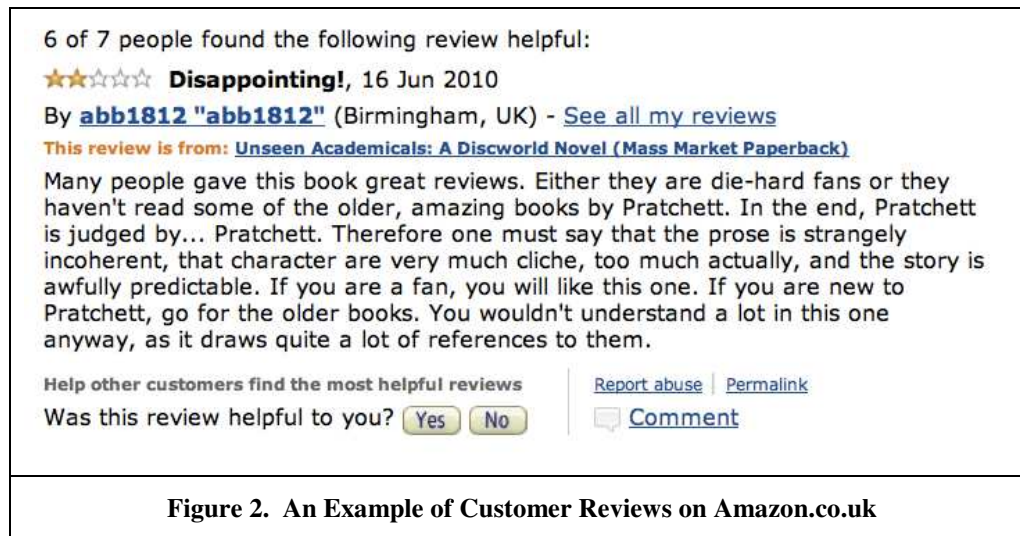 6 of 7 people found the following review helpful:
Disappointing!, 16 Jun 2010
By abb1812 "abb1812" (Birmingham, UK) - See all my reviews
This review is from: Unseen Academicals: A Discworld Novel (Mass Market Paperback)
Many people gave this book great reviews. Either they are die-hard fans or they
haven't read some of the older, amazing books by Pratchett. In the end, Pratchett
is judged by... Pratchett. Therefore one must say that the prose is strangely
incoherent, that character are very much cliche, too much actually, and the story is
awfully predictable. If you are a fan, you will like this one. If you are new to
Pratchett, go for the older books. You wouldn't understand a lot in this one
anyway, as it draws quite a lot of references to them.
Help other customers find the most helpful reviews
Was this review helpful to you? Yes No
Report abuse | Permalink
Comment
Figure 2. An Example of Customer Reviews on Amazon.co.uk